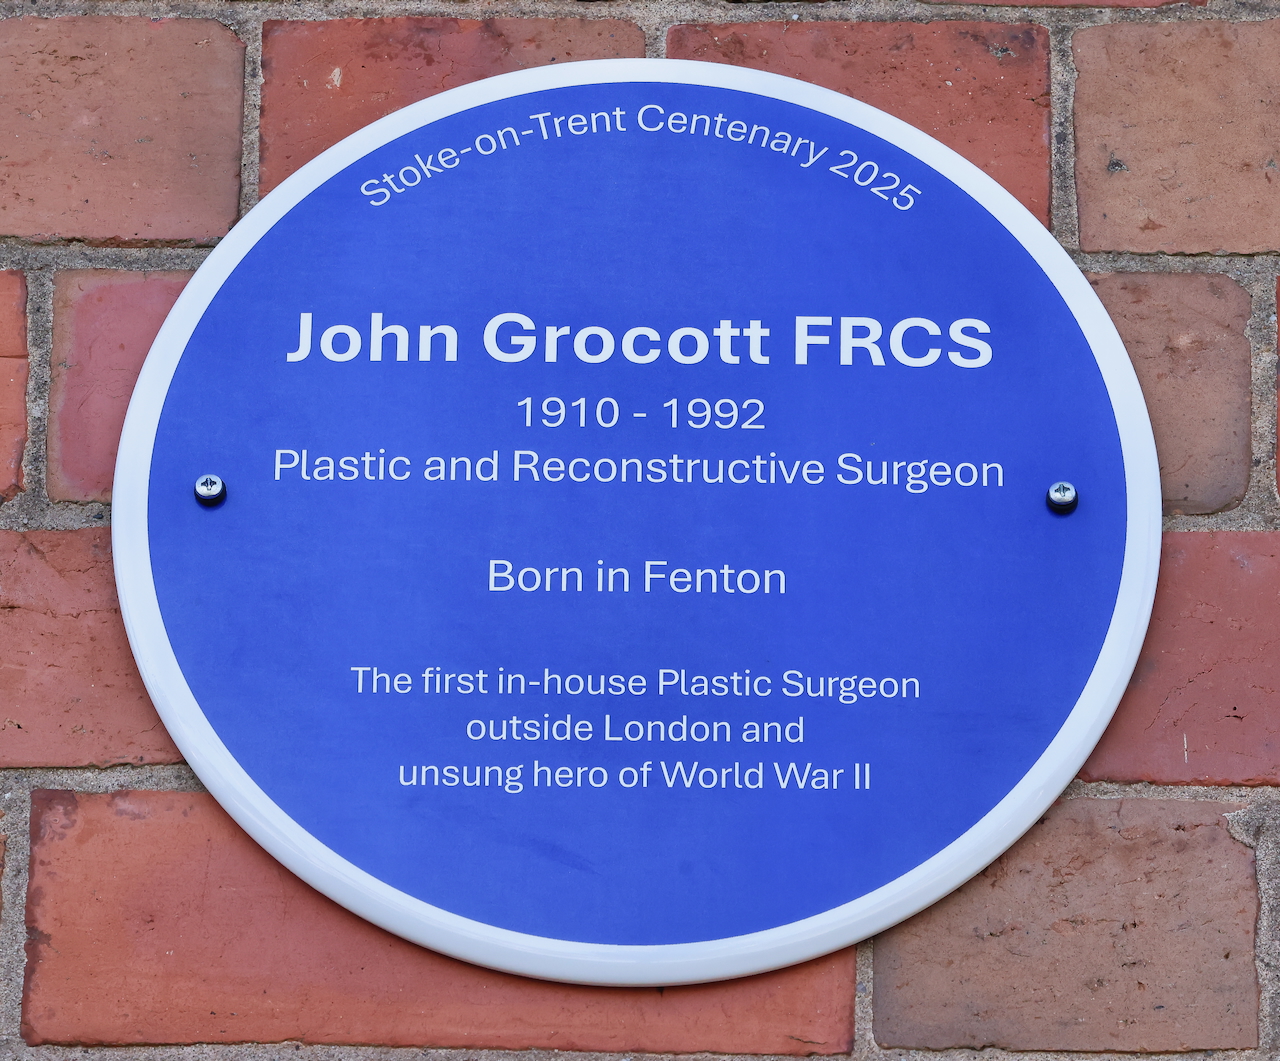 Stoke-on-Trent Centenary 2025
John Grocott FRCS
1910 - 1992
Plastic and Reconstructive Surgeon
Born in Fenton
The first in-house Plastic Surgeon
outside London and
unsung hero of World War II